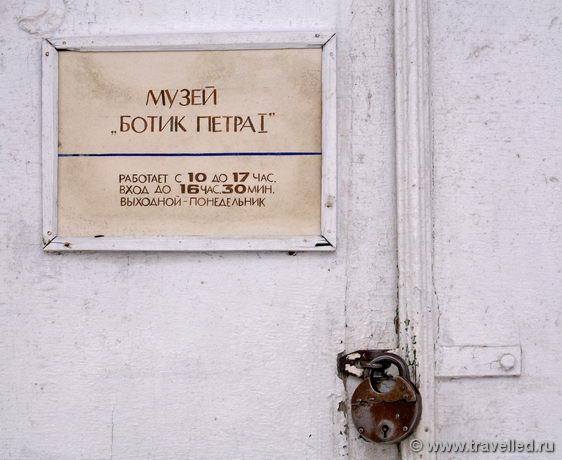 МУЗЕЙ
„БОТИК ПЕТРА I"
РАБОТАЕТ С 10 ДО 17 ЧАС.
ВХОД ДО 16 ЧАС. 30 МИН.
ВЫХОДНОЙ - ПОНЕДЕЛЬНИК
© www.travelled.ru